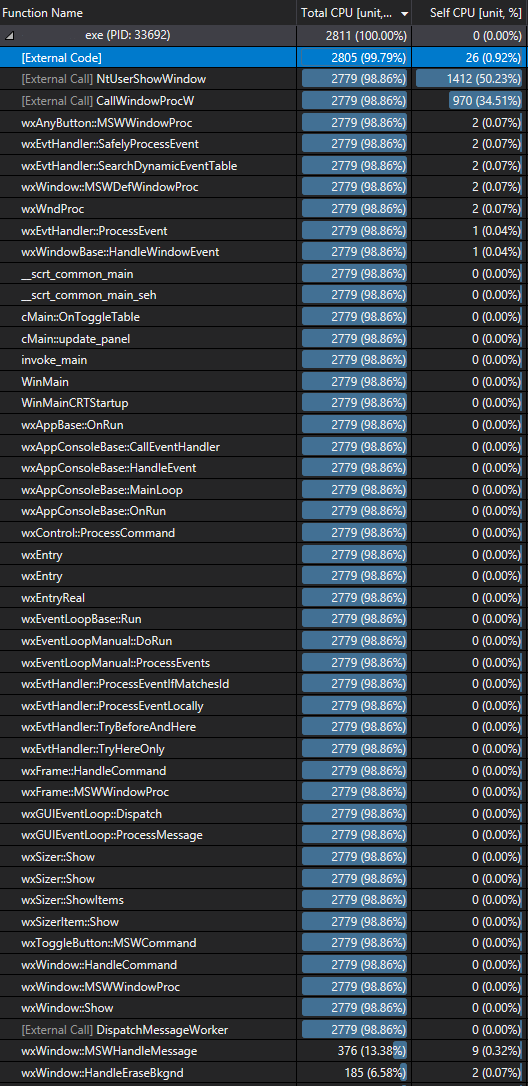 Function Name Total CPU [unit,... Self CPU [unit, %]
exe (PID: 33692) 2811 (100.00%) 0 (0.00%)
[External Code] 2805 (99.79%) 26 (0.92%)
[External Call] NtUserShowWindow 2779 (98.86%) 1412 (50.23%)
[External Call] CallWindowProcW 2779 (98.86%) 970 (34.51%)
wxAnyButton::MSWWindowProc 2779 (98.86%) 2 (0.07%)
wxEvtHandler::SafelyProcessEvent 2779 (98.86%) 2 (0.07%)
wxEvtHandler::SearchDynamicEventTable 2779 (98.86%) 2 (0.07%)
wxWindow::MSWDefWindowProc 2779 (98.86%) 2 (0.07%)
wxWndProc 2779 (98.86%) 2 (0.07%)
wxEvtHandler::ProcessEvent 2779 (98.86%) 1 (0.04%)
wxWindowBase::HandleWindowEvent 2779 (98.86%) 1 (0.04%)
__scrt_common_main 2779 (98.86%) 0 (0.00%)
__scrt_common_main_seh 2779 (98.86%) 0 (0.00%)
cMain::OnToggleTable 2779 (98.86%) 0 (0.00%)
cMain::update_panel 2779 (98.86%) 0 (0.00%)
invoke_main 2779 (98.86%) 0 (0.00%)
WinMain 2779 (98.86%) 0 (0.00%)
WinMainCRTStartup 2779 (98.86%) 0 (0.00%)
wxAppBase::OnRun 2779 (98.86%) 0 (0.00%)
wxAppConsoleBase::CallEventHandler 2779 (98.86%) 0 (0.00%)
wxAppConsoleBase::HandleEvent 2779 (98.86%) 0 (0.00%)
wxAppConsoleBase::MainLoop 2779 (98.86%) 0 (0.00%)
wxAppConsoleBase::OnRun 2779 (98.86%) 0 (0.00%)
wxControl::ProcessCommand 2779 (98.86%) 0 (0.00%)
wxEntry 2779 (98.86%) 0 (0.00%)
wxEntry 2779 (98.86%) 0 (0.00%)
wxEntryReal 2779 (98.86%) 0 (0.00%)
wxEventLoopBase::Run 2779 (98.86%) 0 (0.00%)
wxEventLoopManual::DoRun 2779 (98.86%) 0 (0.00%)
wxEventLoopManual::ProcessEvents 2779 (98.86%) 0 (0.00%)
wxEvtHandler::ProcessEventIfMatchesId 2779 (98.86%) 0 (0.00%)
wxEvtHandler::ProcessEventLocally 2779 (98.86%) 0 (0.00%)
wxEvtHandler::TryBeforeAndHere 2779 (98.86%) 0 (0.00%)
wxEvtHandler::TryHereOnly 2779 (98.86%) 0 (0.00%)
wxFrame::HandleCommand 2779 (98.86%) 0 (0.00%)
wxFrame::MSWWindowProc 2779 (98.86%) 0 (0.00%)
wxGUIEventLoop::Dispatch 2779 (98.86%) 0 (0.00%)
wxGUIEventLoop::ProcessMessage 2779 (98.86%) 0 (0.00%)
wxSizer::Show 2779 (98.86%) 0 (0.00%)
wxSizer::Show 2779 (98.86%) 0 (0.00%)
wxSizer::ShowItems 2779 (98.86%) 0 (0.00%)
wxSizerItem::Show 2779 (98.86%) 0 (0.00%)
wxToggleButton::MSWCommand 2779 (98.86%) 0 (0.00%)
wxWindow::HandleCommand 2779 (98.86%) 0 (0.00%)
wxWindow::MSWWindowProc 2779 (98.86%) 0 (0.00%)
wxWindow::Show 2779 (98.86%) 0 (0.00%)
[External Call] DispatchMessageWorker 2779 (98.86%) 0 (0.00%)
wxWindow::MSWHandleMessage 376 (13.38%) 9 (0.32%)
wxWindow::HandleEraseBkgnd 185 (6.58%) 2 (0.07%)